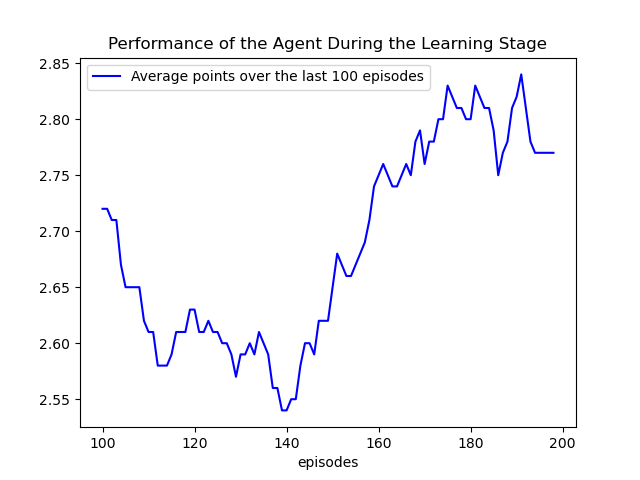 Performance of the Agent During the Learning Stage
Average points over the last 100 episodes
2.85
2.80
2.75
2.70
2.65
2.60
2.55
100 120 140 160 180 200
episodes